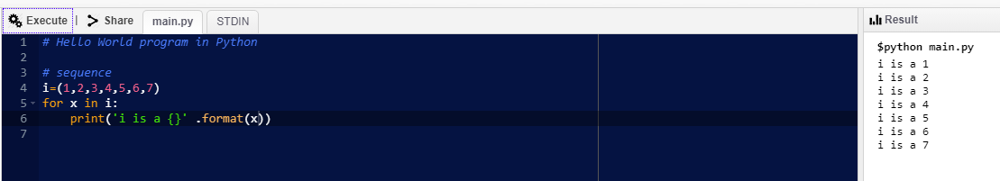 Execute | Share main.py STDIN
1 # Hello World program in Python
2
3 # sequence
4 i=(1,2,3,4,5,6,7)
5 for x in i:
6     print('i is a {}' .format(x))
7
Result
$python main.py
i is a 1
i is a 2
i is a 3
i is a 4
i is a 5
i is a 6
i is a 7